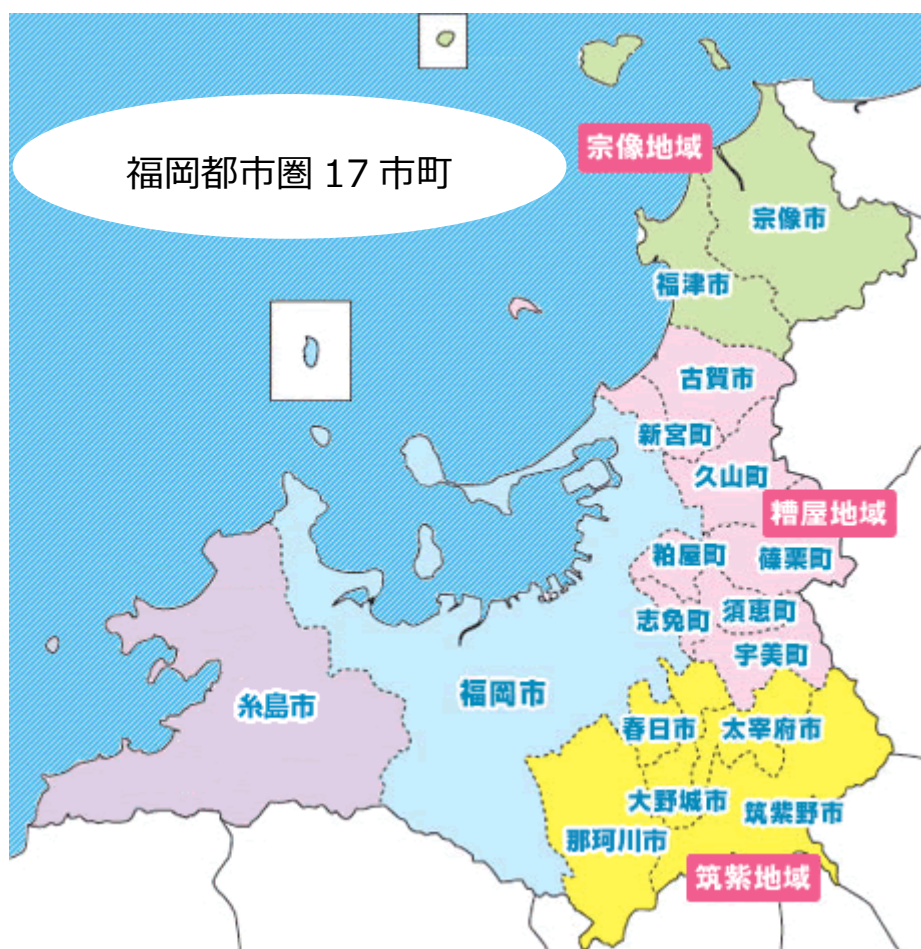 福岡都市圏 17 市町
宗像地域
宗像市
福津市
古賀市
新宮町
久山町
糟屋地域
粕屋町
篠栗町
志免町
須恵町
宇美町
糸島市
福岡市
春日市
太宰府市
大野城市
筑紫野市
那珂川市
筑紫地域